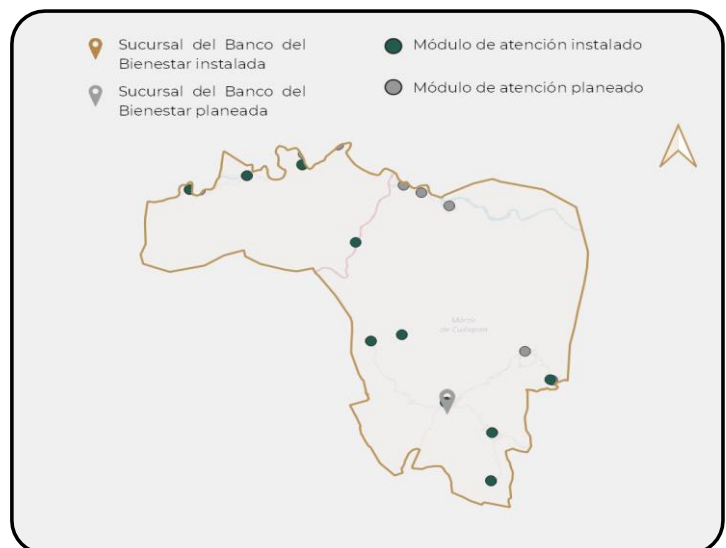 Sucursal del Banco del
Bienestar instalada
Sucursal del Banco del
Bienestar planeada
Módulo de atención instalado
Módulo de atención planeado